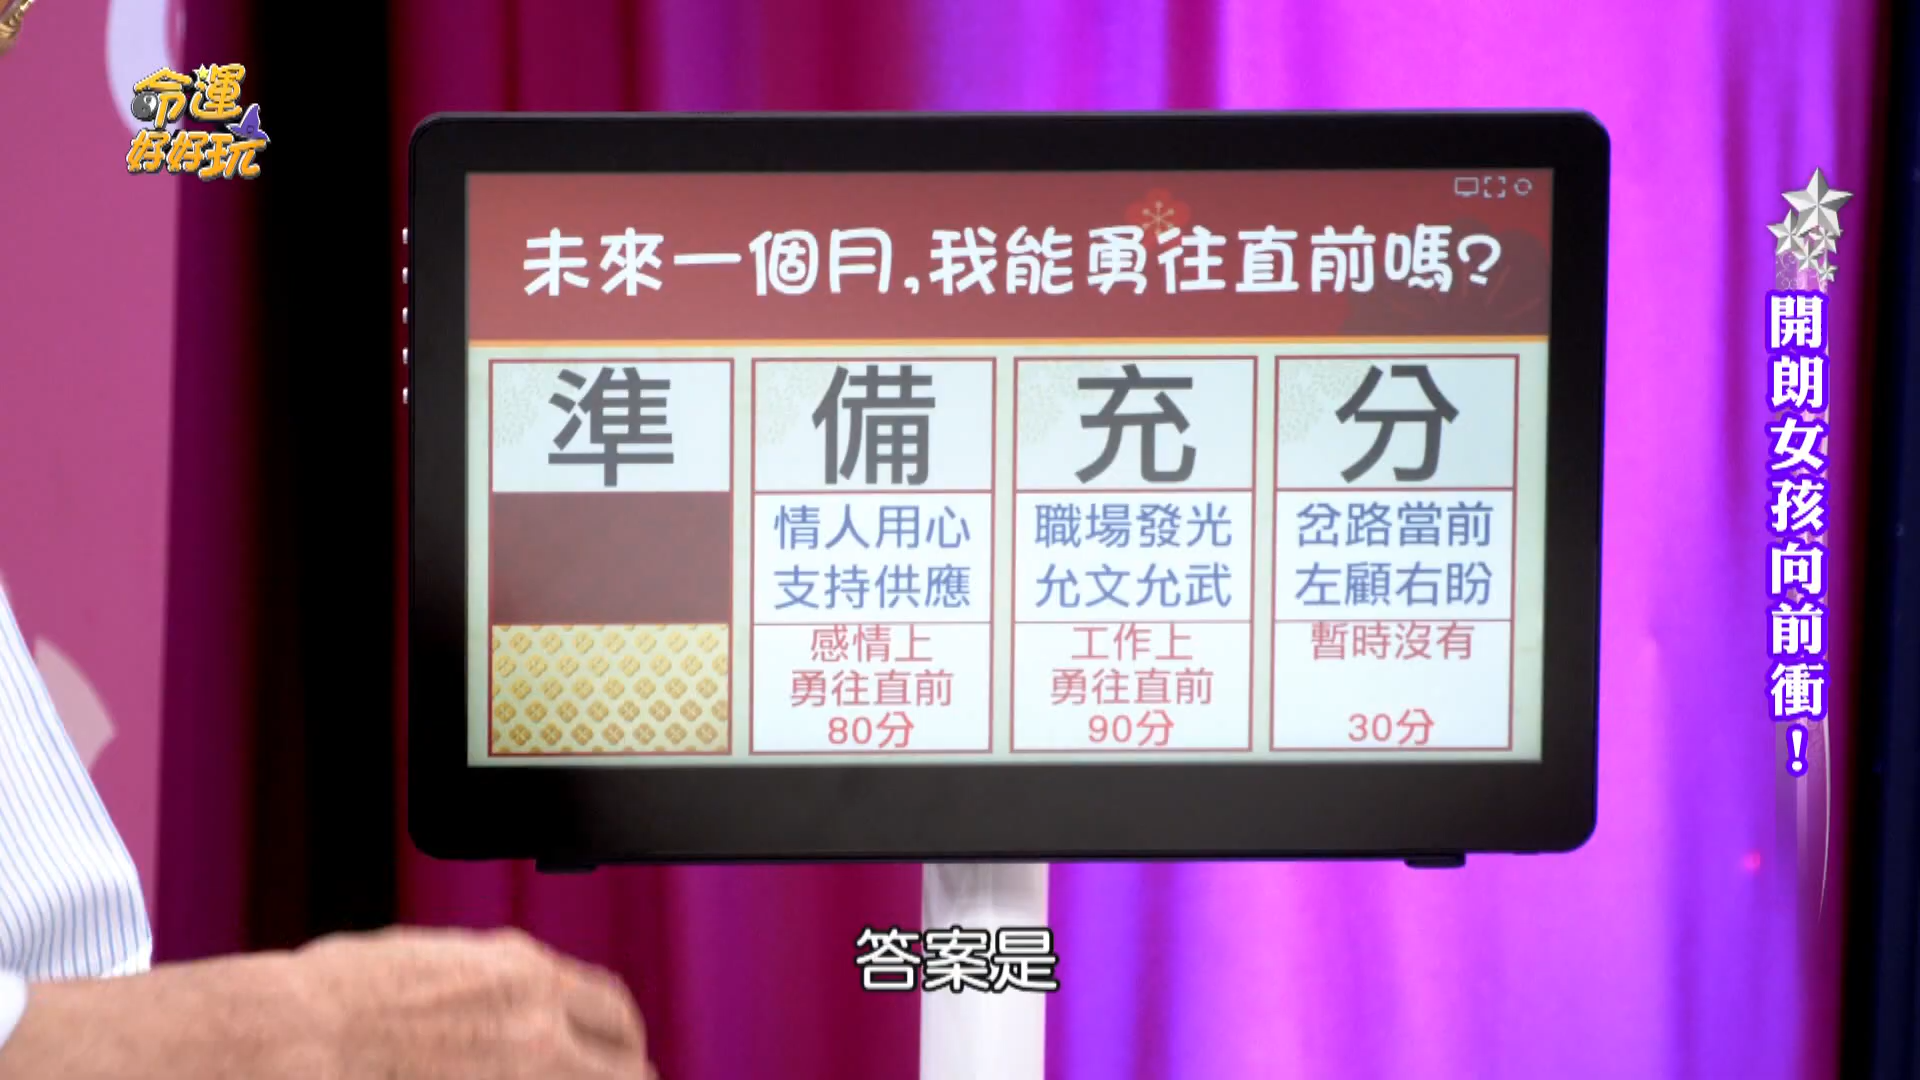 命運
好好玩
未來一個月,我能勇往直前嗎?
準
備
情人用心
支持供應
感情上
勇往直前
80分
充
職場發光
允文允武
工作上
勇往直前
90分
分
岔路當前
左顧右盼
暫時沒有
30分
開朗女孩向前衝!
答案是